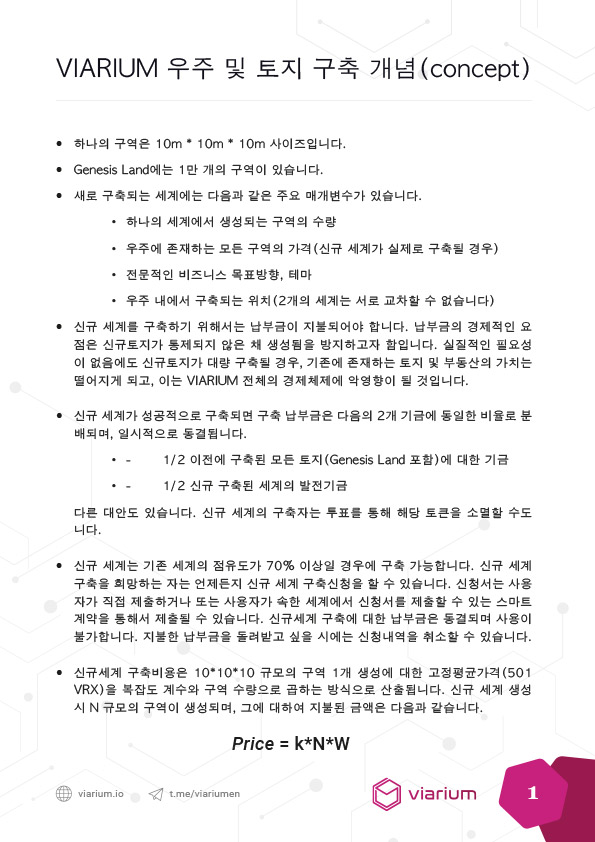 VIARIUM 우주 및 토지 구축 개념(concept)
• 하나의 구역은 10m * 10m * 10m 사이즈입니다.
• Genesis Land에는 1만 개의 구역이 있습니다.
• 새로 구축되는 세계에는 다음과 같은 주요 매개변수가 있습니다.
• 하나의 세계에서 생성되는 구역의 수량
• 우주에 존재하는 모든 구역의 가격(신규 세계가 실제로 구축될 경우)
• 전문적인 비즈니스 목표방향, 테마
• 우주 내에서 구축되는 위치(2개의 세계는 서로 교차할 수 없습니다)
• 신규 세계를 구축하기 위해서는 납부금이 지불되어야 합니다. 납부금의 경제적인 요
점은 신규토지가 통제되지 않은 채 생성됨을 방지하고자 함입니다. 실질적인 필요성
이 없음에도 신규토지가 대량 구축될 경우, 기존에 존재하는 토지 및 부동산의 가치는
떨어지게 되고, 이는 VIARIUM 전체의 경제체제에 악영향이 될 것입니다.
• 신규 세계가 성공적으로 구축되면 구축 납부금은 다음의 2개 기금에 동일한 비율로 분
배되며, 일시적으로 동결됩니다.
• - 1/2 이전에 구축된 모든 토지(Genesis Land 포함)에 대한 기금
• - 1/2 신규 구축된 세계의 발전기금
다른 대안도 있습니다. 신규 세계의 구축자는 투표를 통해 해당 토큰을 소멸할 수도
니다.
• 신규 세계는 기존 세계의 점유도가 70% 이상일 경우에 구축 가능합니다. 신규 세계
구축을 희망하는 자는 언제든지 신규 세계 구축신청을 할 수 있습니다. 신청서는 사용
자가 직접 제출하거나 또는 사용자가 속한 세계에서 신청서를 제출할 수 있는 스마트
계약을 통해서 제출될 수 있습니다. 신규세계 구축에 대한 납부금은 동결되며 사용이
불가합니다. 지불한 납부금을 돌려받고 싶을 시에는 신청내역을 취소할 수 있습니다.
• 신규세계 구축비용은 10*10*10 규모의 구역 1개 생성에 대한 고정평균가격(501
VRX)을 복잡도 계수와 구역 수량으로 곱하는 방식으로 산출됩니다. 신규 세계 생성
시 N 규모의 구역이 생성되며, 그에 대하여 지불된 금액은 다음과 같습니다.
Price = k*N*W
viarium.io t.me/viariumen viarium 1